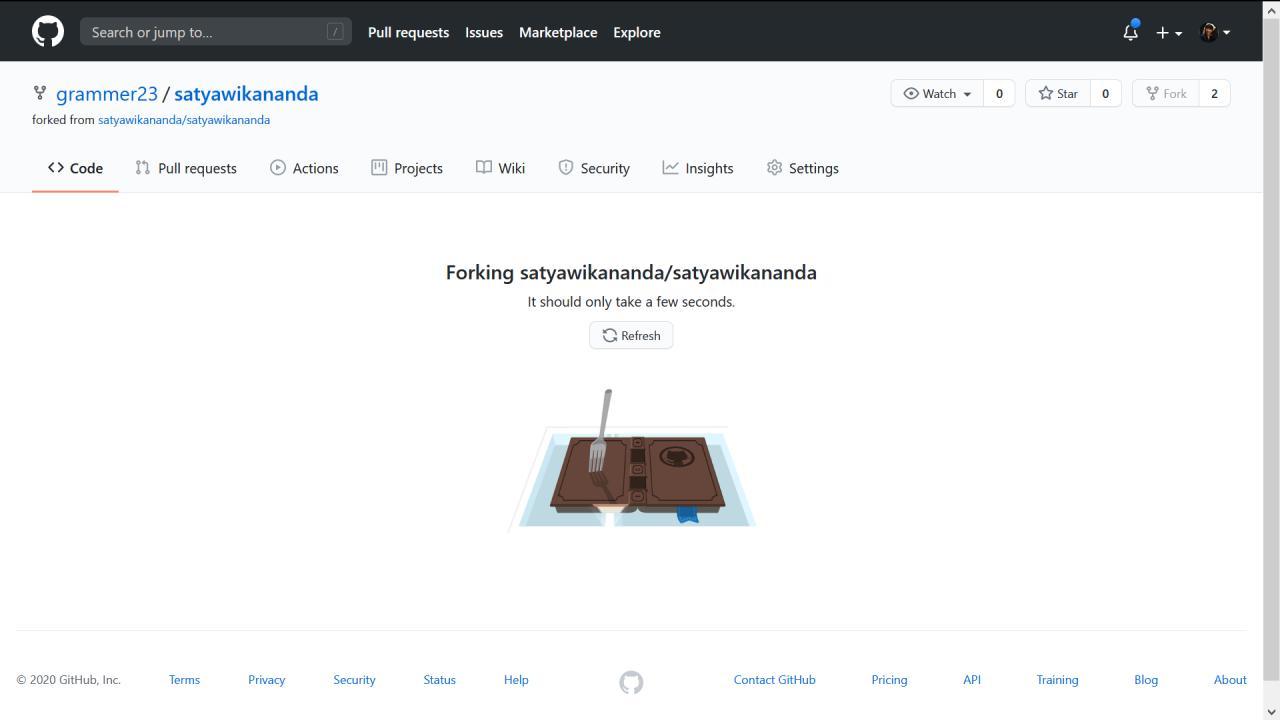 Search or jump to... /
Pull requests Issues Marketplace Explore
grammer23 / satyawikananda
Watch 0 Star 0 Fork 2
forked from satyawikananda/satyawikananda
Code Pull requests Actions Projects Wiki Security Insights Settings
Forking satyawikananda/satyawikananda
It should only take a few seconds.
Refresh
© 2020 GitHub, Inc. Terms Privacy Security Status Help Contact GitHub Pricing API Training Blog About